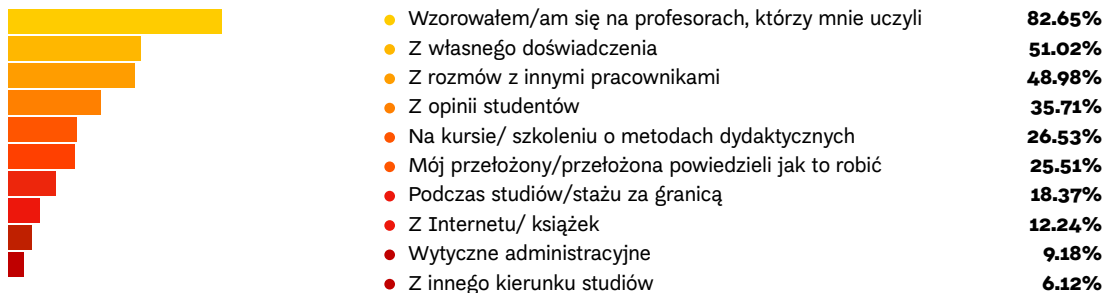 Wzorowałem/am się na profesorach, którzy mnie uczyli 82.65%
Z własnego doświadczenia 51.02%
Z rozmów z innymi pracownikami 48.98%
Z opinii studentów 35.71%
Na kursie/ szkoleniu o metodach dydaktycznych 26.53%
Mój przełożony/przełożona powiedzieli jak to robić 25.51%
Podczas studiów/stażu za granicą 18.37%
Z Internetu/ książek 12.24%
Wytyczne administracyjne 9.18%
Z innego kierunku studiów 6.12%